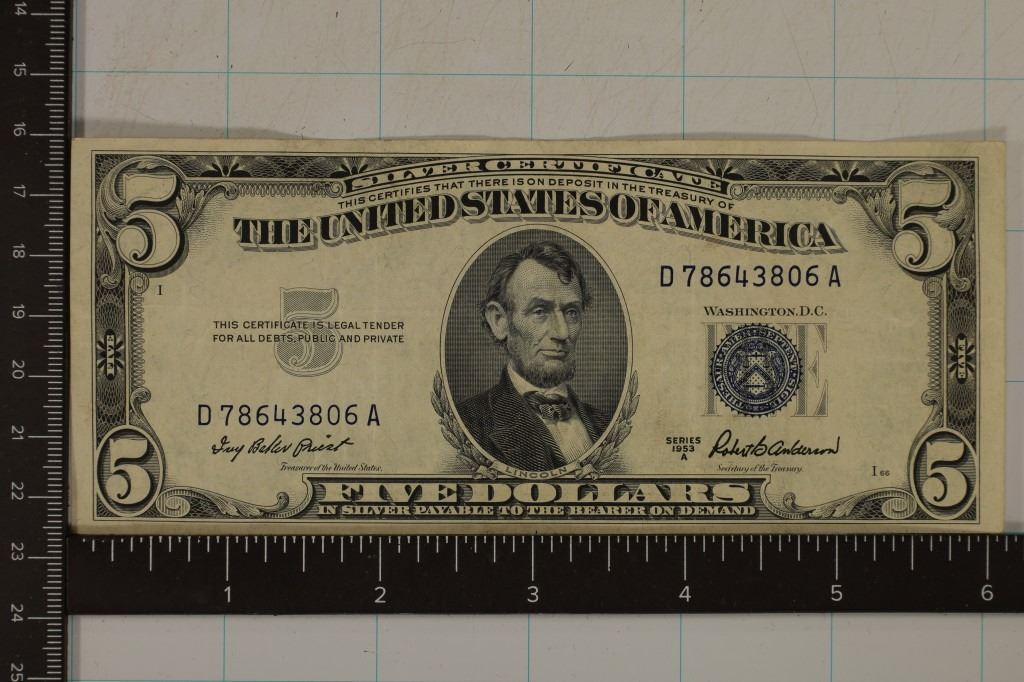 14
15
16
17
18
19
20
21
22
23
24
25
SILVER CERTIFICATE
THIS CERTIFIES THAT THERE IS ON DEPOSIT IN THE TREASURY OF
THE UNITED STATES OF AMERICA
5
5
D 78643806 A
I
WASHINGTON, D.C.
5
THIS CERTIFICATE IS LEGAL TENDER
FOR ALL DEBTS, PUBLIC AND PRIVATE
FIVE
FIVE
D 78643806 A
Ivy Baker Priest
Treasurer of the United States.
SERIES
1953
A
Robert B Anderson
Secretary of the Treasury.
I 66
LINCOLN
5
5
FIVE DOLLARS
IN SILVER PAYABLE TO THE BEARER ON DEMAND
1 2 3 4 5 6